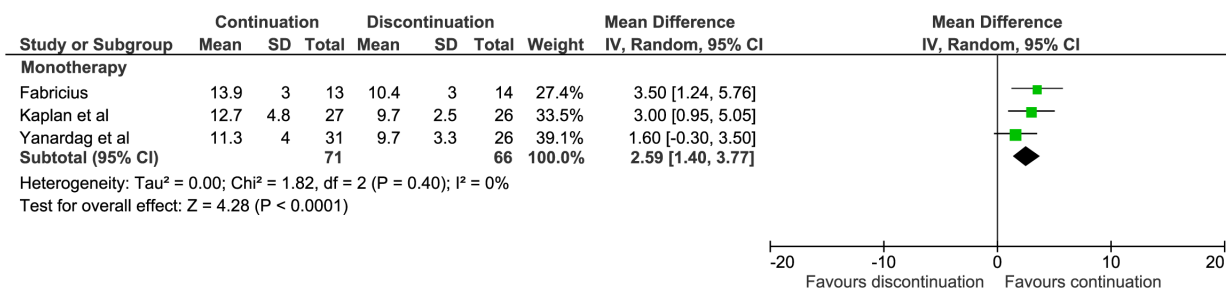 Continuation Discontinuation Mean Difference Mean Difference
Study or Subgroup Mean SD Total Mean SD Total Weight IV, Random, 95% CI IV, Random, 95% CI
Monotherapy
Fabricius 13.9 3 13 10.4 3 14 27.4% 3.50 [1.24, 5.76]
Kaplan et al 12.7 4.8 27 9.7 2.5 26 33.5% 3.00 [0.95, 5.05]
Yanardag et al 11.3 4 31 9.7 3.3 26 39.1% 1.60 [-0.30, 3.50]
Subtotal (95% CI) 71 66 100.0% 2.59 [1.40, 3.77]
Heterogeneity: Tau² = 0.00; Chi² = 1.82, df = 2 (P = 0.40); I² = 0%
Test for overall effect: Z = 4.28 (P < 0.0001)
-20 -10 0 10 20
Favours discontinuation Favours continuation